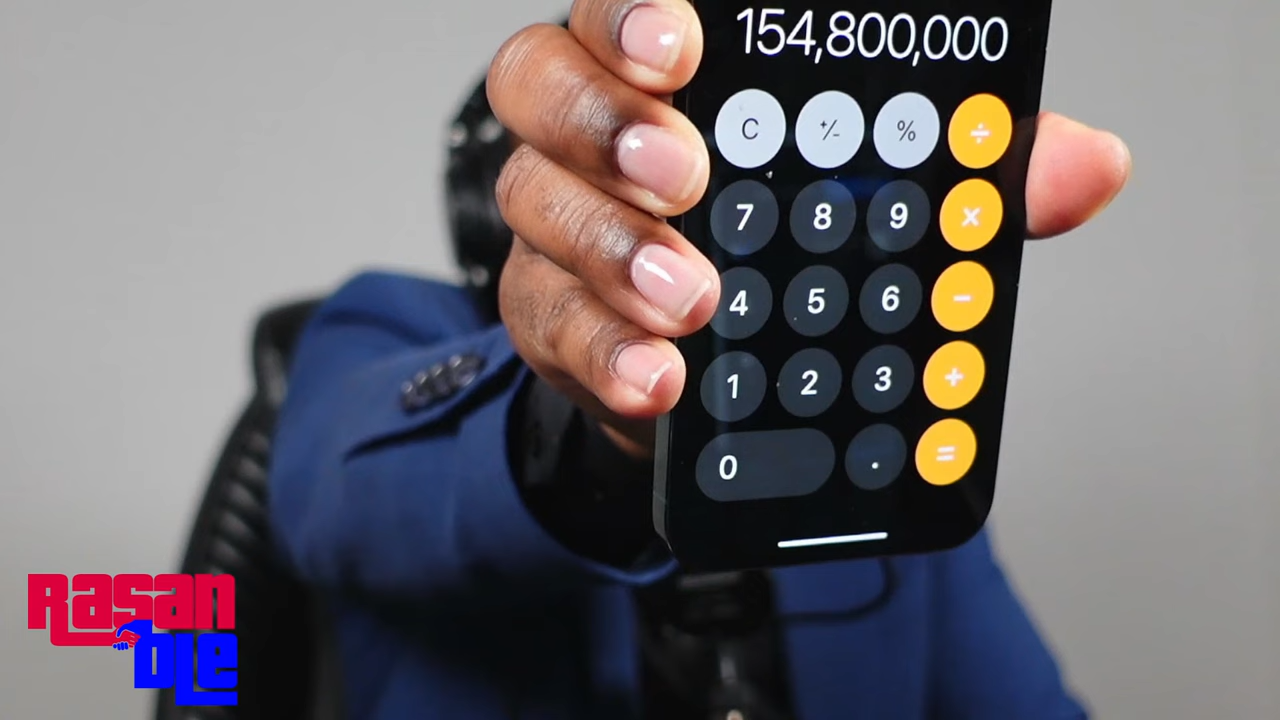 154,800,000
C +/- % ÷
7 8 9 ×
4 5 6 −
1 2 3 +
0 . =
Rasan
BLE